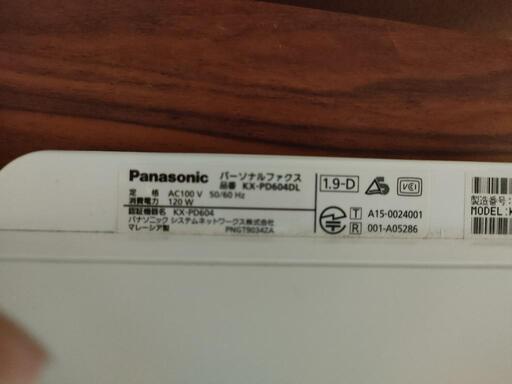 Panasonic パーソナルファクス
品番 KX-PD604DL
定 格 AC100 V 50/60 Hz
消費電力 120 W
認証機器名 KX-PD604
パナソニック システムネットワークス株式会社
マレーシア製 PNGT9034ZA
1.9-D
VCCI
T A15-0024001
R 001-A05286
製造番号:
MODEL:K